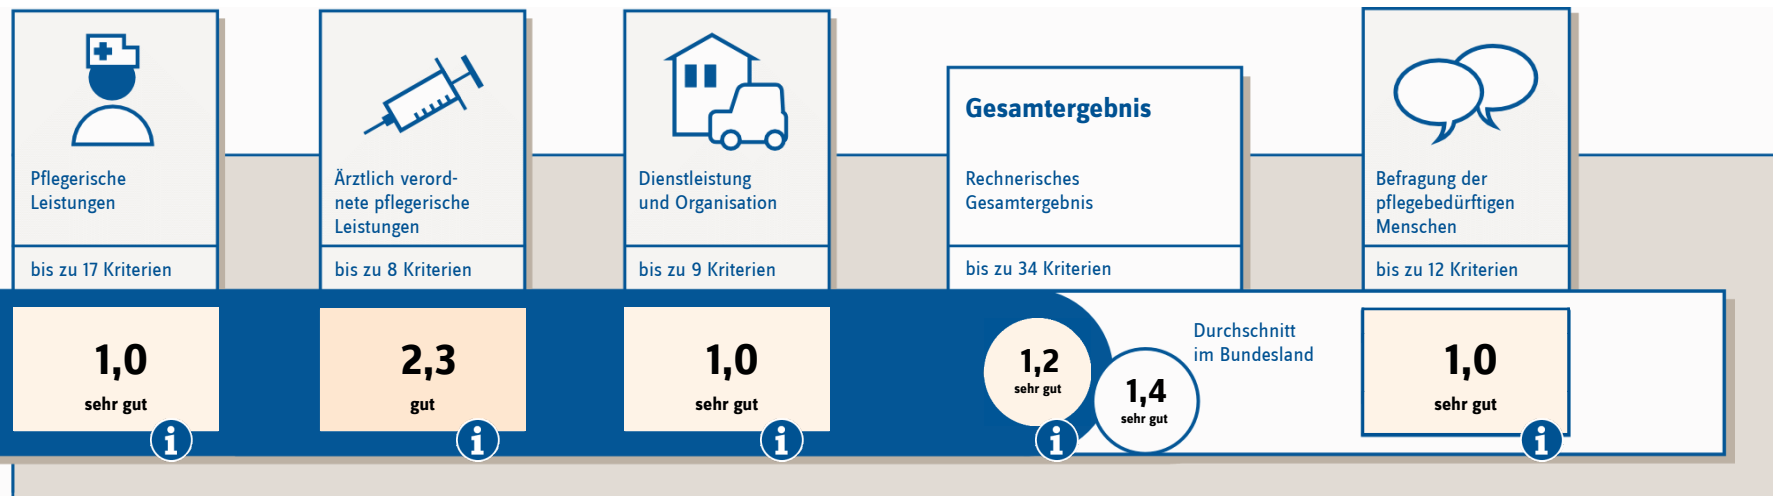 Pflegerische
Leistungen
bis zu 17 Kriterien
1,0
sehr gut
i
Ärztlich verord-
nete pflegerische
Leistungen
bis zu 8 Kriterien
2,3
gut
i
Dienstleistung
und Organisation
bis zu 9 Kriterien
1,0
sehr gut
i
Gesamtergebnis
Rechnerisches
Gesamtergebnis
bis zu 34 Kriterien
1,2
sehr gut
i
1,4
sehr gut
Durchschnitt
im Bundesland
Befragung der
pflegebedürftigen
Menschen
bis zu 12 Kriterien
1,0
sehr gut
i